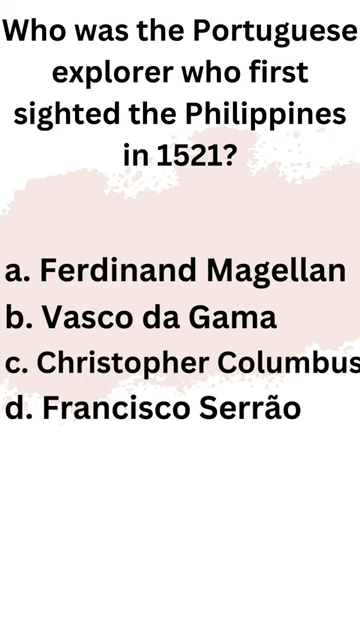 Who was the Portuguese
explorer who first
sighted the Philippines
in 1521?
a. Ferdinand Magellan
b. Vasco da Gama
c. Christopher Columbus
d. Francisco Serrão